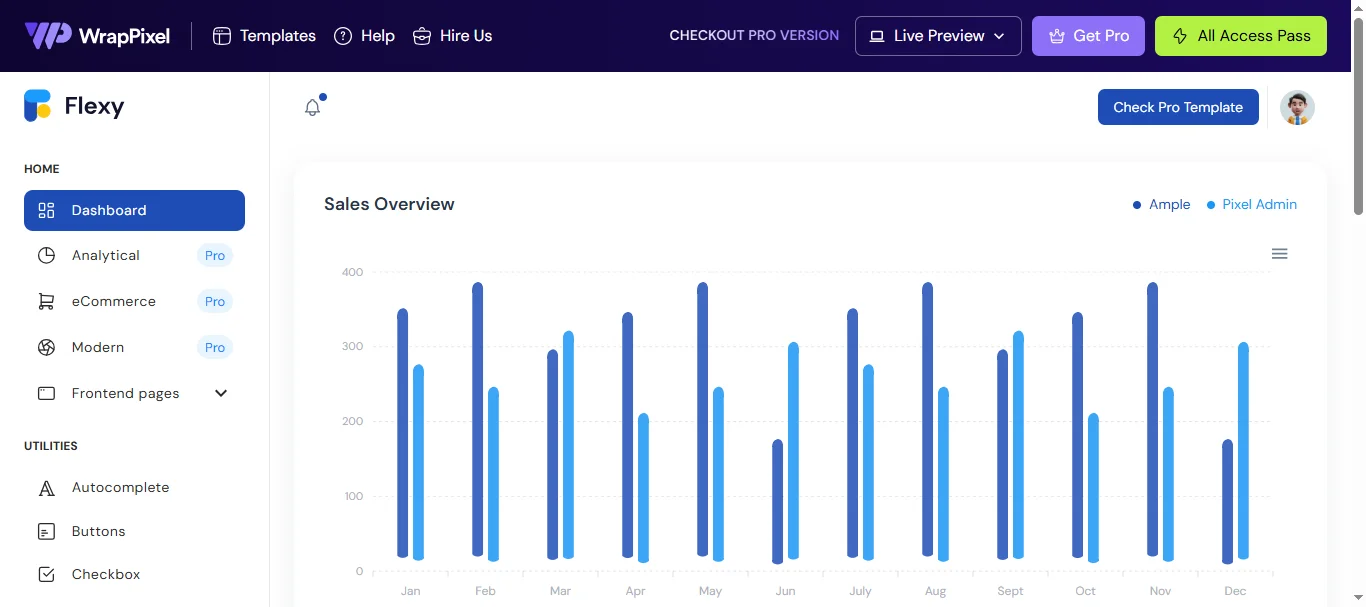 WrapPixel
Templates
Help
Hire Us
CHECKOUT PRO VERSION
Live Preview
Get Pro
All Access Pass
Flexy
Check Pro Template
HOME
Dashboard
Analytical Pro
eCommerce Pro
Modern Pro
Frontend pages
UTILITIES
Autocomplete
Buttons
Checkbox
Sales Overview
Ample
Pixel Admin
400
300
200
100
0
Jan Feb Mar Apr May Jun July Aug Sept Oct Nov Dec